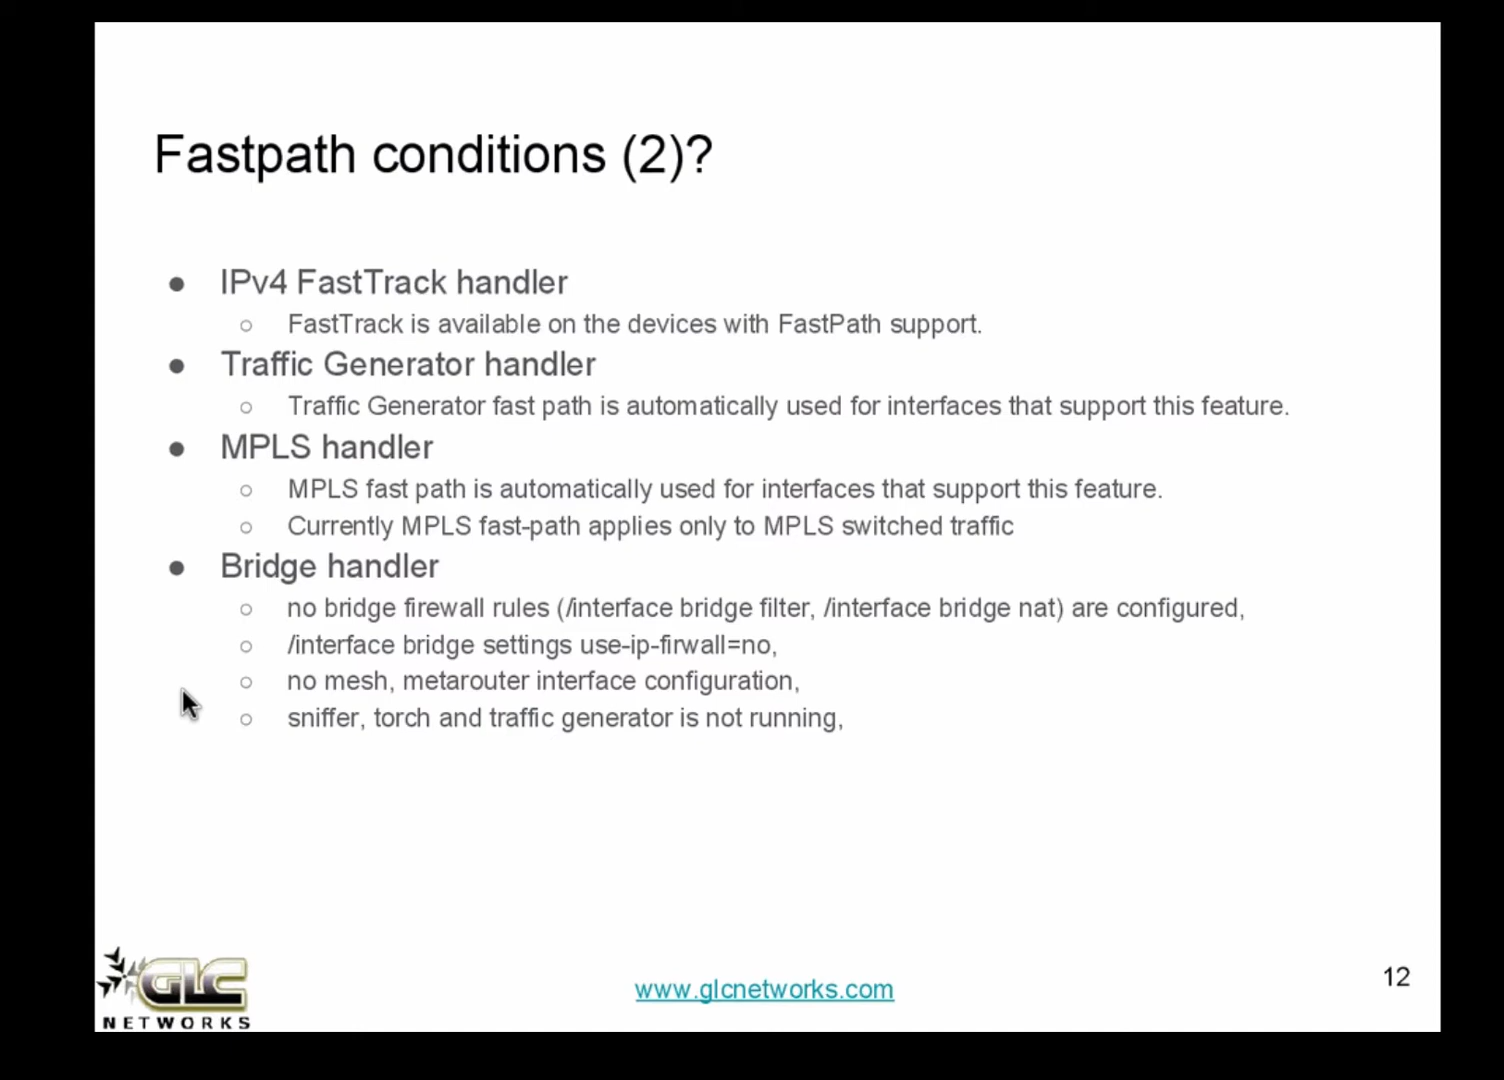 Fastpath conditions (2)?
● IPv4 FastTrack handler
○ FastTrack is available on the devices with FastPath support.
● Traffic Generator handler
○ Traffic Generator fast path is automatically used for interfaces that support this feature.
● MPLS handler
○ MPLS fast path is automatically used for interfaces that support this feature.
○ Currently MPLS fast-path applies only to MPLS switched traffic
● Bridge handler
○ no bridge firewall rules (/interface bridge filter, /interface bridge nat) are configured,
○ /interface bridge settings use-ip-firwall=no,
○ no mesh, metarouter interface configuration,
○ sniffer, torch and traffic generator is not running,
GLC
NETWORKS
www.glcnetworks.com
12